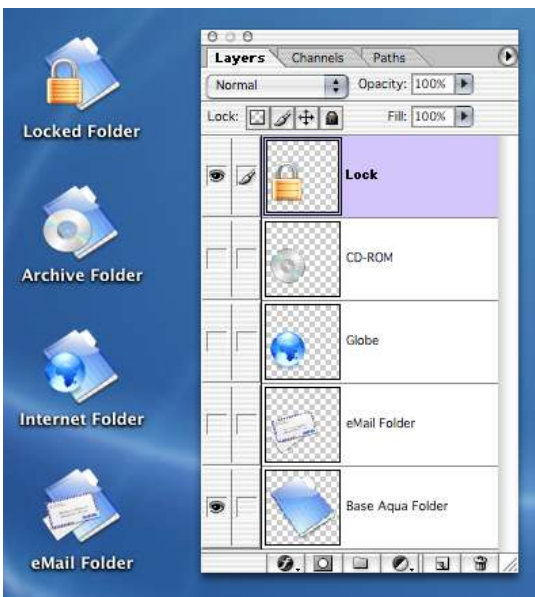 Locked Folder
Archive Folder
Internet Folder
eMail Folder
Layers Channels Paths
Normal Opacity: 100%
Lock: Fill: 100%
Lock
CD-ROM
Globe
eMail Folder
Base Aqua Folder